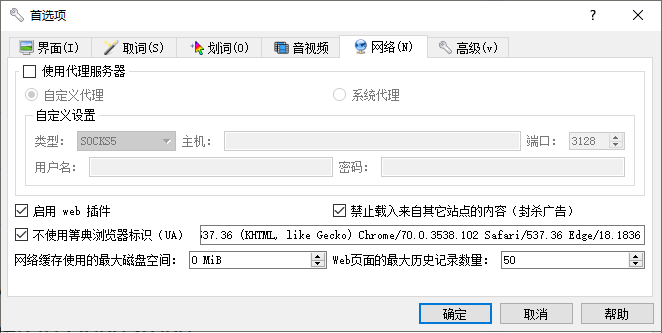 首选项
界面(I) 取词(S) 划词(O) 音视频 网络(N) 高级(v)
使用代理服务器
自定义代理 系统代理
自定义设置
类型： SOCKS5 主机： 端口： 3128
用户名： 密码：
启用 web 插件 禁止载入来自其它站点的内容（封杀广告）
不使用篝典浏览器标识（UA） 537.36 (KHTML, like Gecko) Chrome/70.0.3538.102 Safari/537.36 Edge/18.1836
网络缓存使用的最大磁盘空间： 0 MiB Web页面的最大历史记录数量： 50
确定 取消 帮助